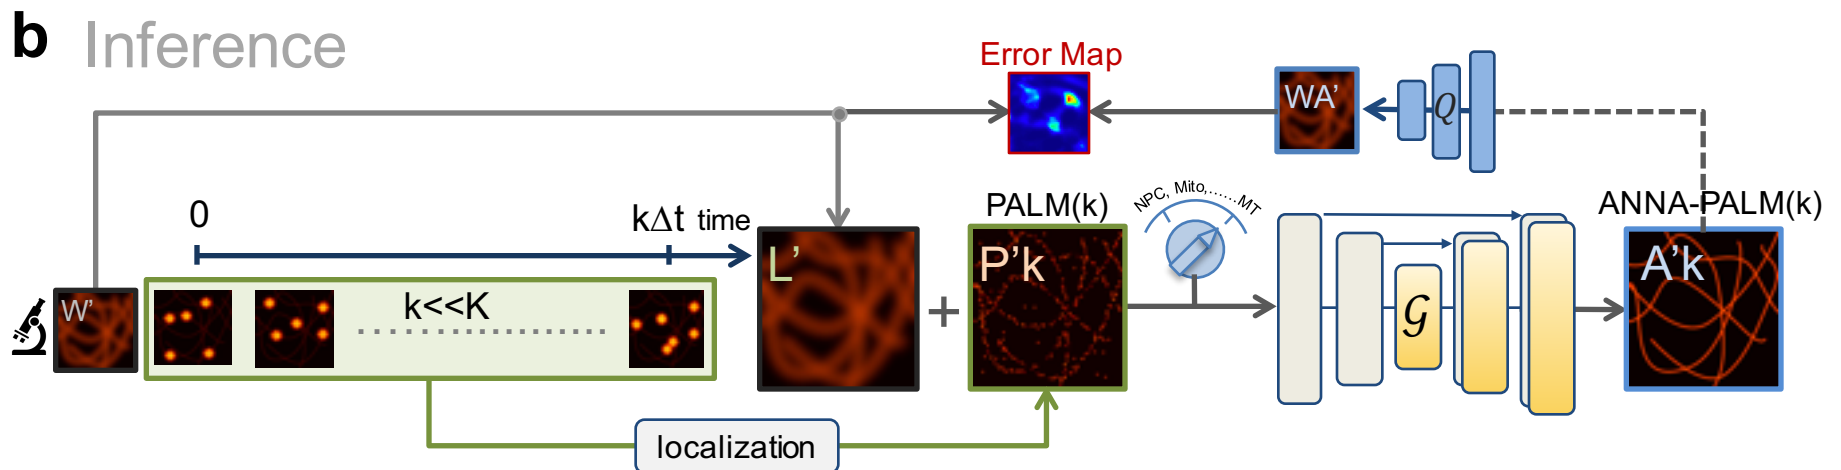 b Inference
Error Map
WA'
Q
0
kΔt time
PALM(k)
NPC, Mito,......MT
ANNA-PALM(k)
W'
k<<K
L'
+
P'k
G
A'k
localization